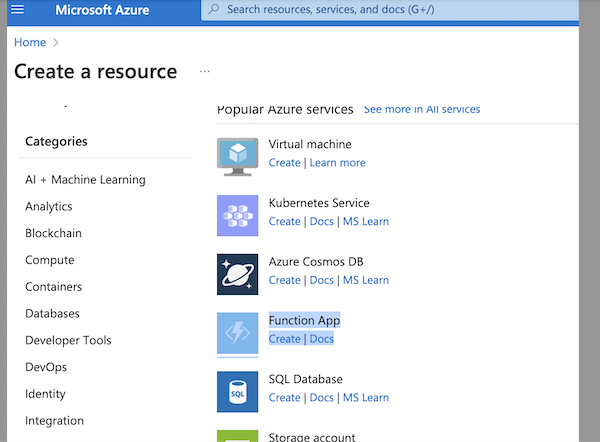 Microsoft Azure
Search resources, services, and docs (G+/)
Home >
Create a resource ...
Popular Azure services See more in All services
Categories
AI + Machine Learning
Analytics
Blockchain
Compute
Containers
Databases
Developer Tools
DevOps
Identity
Integration
Virtual machine
Create | Learn more
Kubernetes Service
Create | Docs | MS Learn
Azure Cosmos DB
Create | Docs | MS Learn
Function App
Create | Docs
SQL
SQL Database
Create | Docs | MS Learn
Storage account